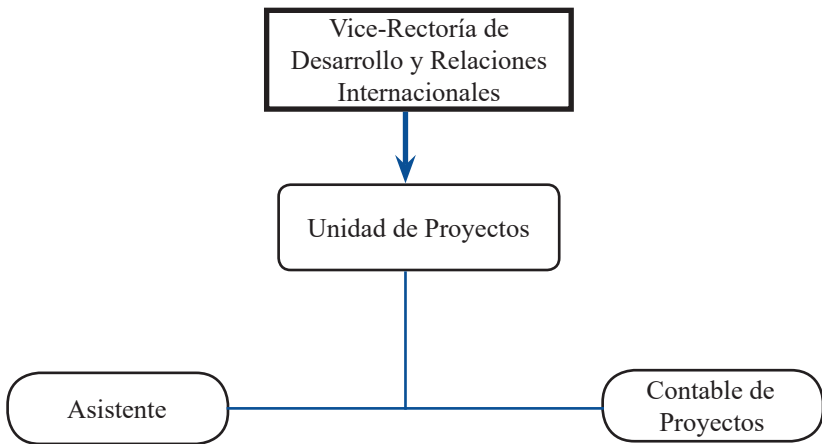 Vice-Rectoría de
Desarrollo y Relaciones
Internacionales
Unidad de Proyectos
Asistente
Contable de
Proyectos